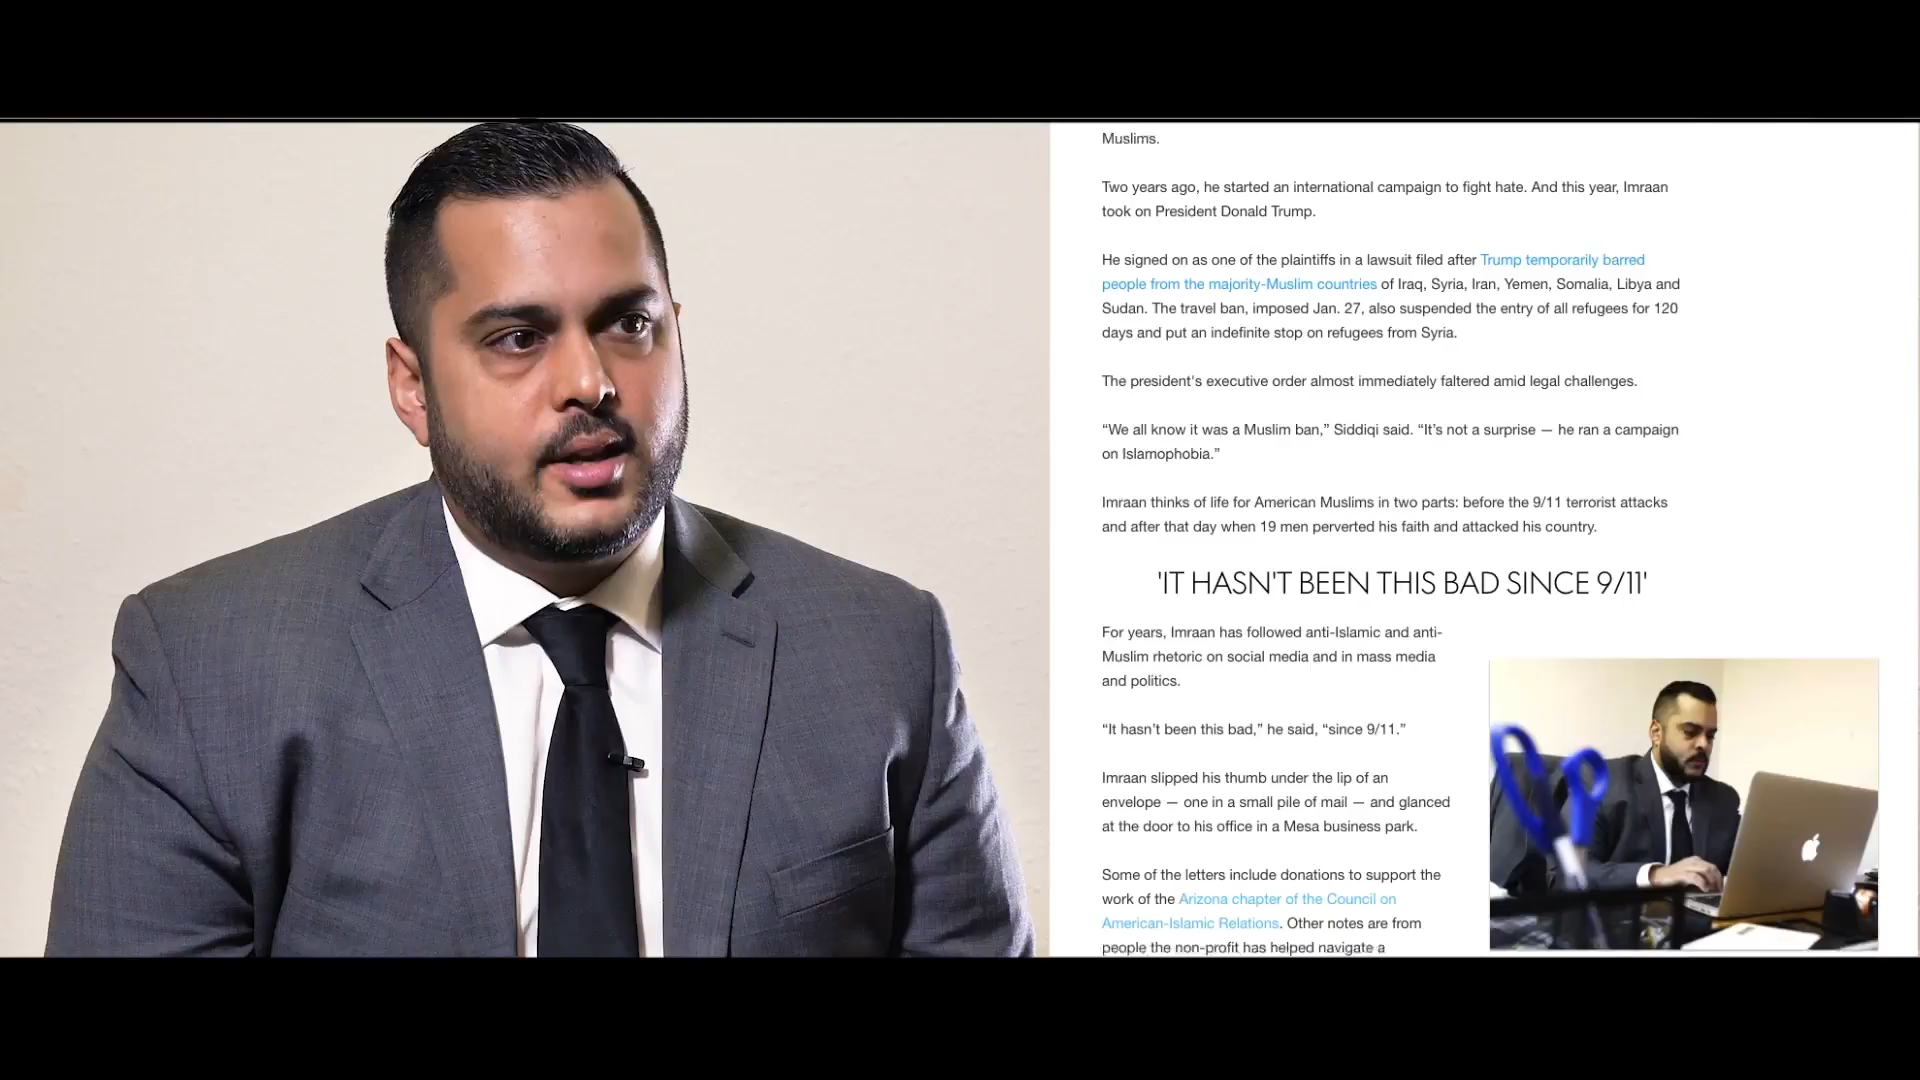 Muslims.
Two years ago, he started an international campaign to fight hate. And this year, Imraan
took on President Donald Trump.
He signed on as one of the plaintiffs in a lawsuit filed after Trump temporarily barred
people from the majority-Muslim countries of Iraq, Syria, Iran, Yemen, Somalia, Libya and
Sudan. The travel ban, imposed Jan. 27, also suspended the entry of all refugees for 120
days and put an indefinite stop on refugees from Syria.
The president's executive order almost immediately faltered amid legal challenges.
“We all know it was a Muslim ban,” Siddiqi said. “It’s not a surprise — he ran a campaign
on Islamophobia.”
Imraan thinks of life for American Muslims in two parts: before the 9/11 terrorist attacks
and after that day when 19 men perverted his faith and attacked his country.
'IT HASN'T BEEN THIS BAD SINCE 9/11'
For years, Imraan has followed anti-Islamic and anti-
Muslim rhetoric on social media and in mass media
and politics.
“It hasn’t been this bad,” he said, “since 9/11.”
Imraan slipped his thumb under the lip of an
envelope — one in a small pile of mail — and glanced
at the door to his office in a Mesa business park.
Some of the letters include donations to support the
work of the Arizona chapter of the Council on
American-Islamic Relations. Other notes are from
people the non-profit has helped navigate a